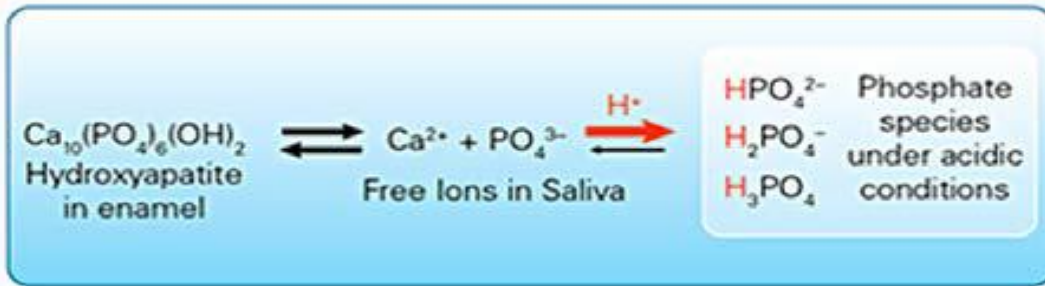 Ca₁₀(PO₄)₆(OH)₂
Hydroxyapatite
in enamel
Ca²⁺ + PO₄³⁻
Free Ions in Saliva
H⁺
HPO₄²⁻
H₂PO₄⁻
H₃PO₄
Phosphate
species
under acidic
conditions